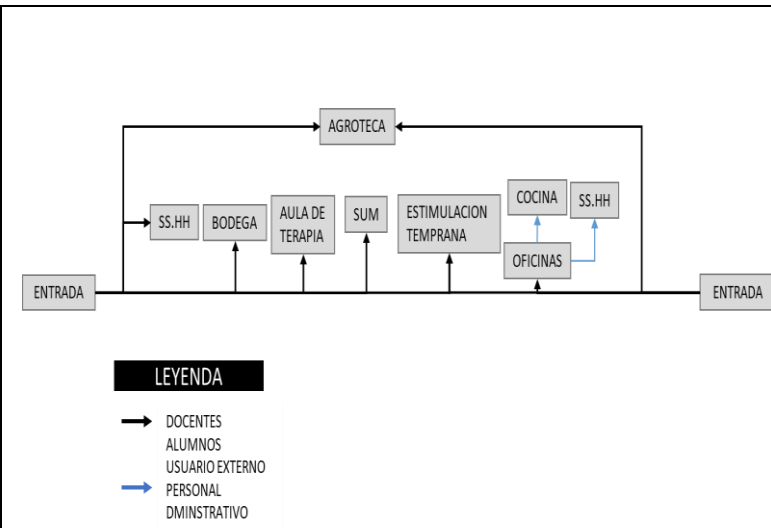 AGROTECA
SS.HH
BODEGA
AULA DE
TERAPIA
SUM
ESTIMULACION
TEMPRANA
COCINA
SS.HH
OFICINAS
ENTRADA
ENTRADA
LEYENDA
DOCENTES
ALUMNOS
USUARIO EXTERNO
PERSONAL
DMINSTRATIVO